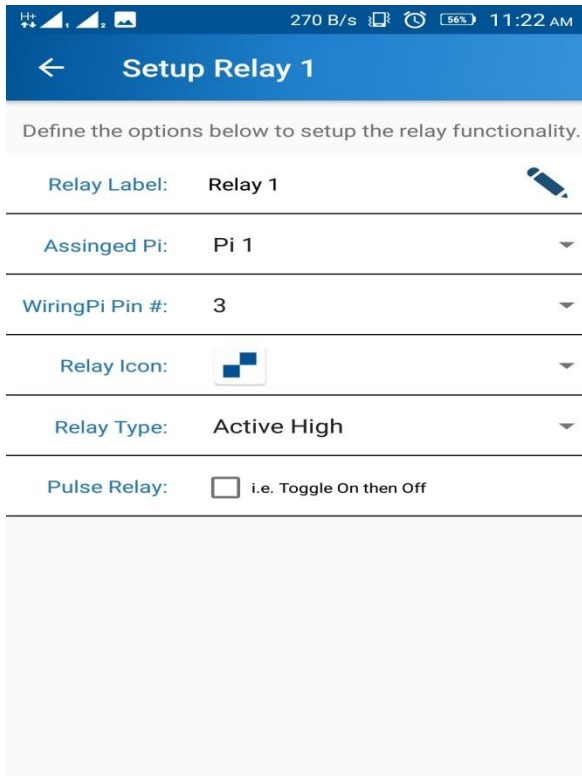 H+ 1 2 270 B/s 56% 11:22 AM
Setup Relay 1
Define the options below to setup the relay functionality.
Relay Label: Relay 1
Assinged Pi: Pi 1
WiringPi Pin #: 3
Relay Icon:
Relay Type: Active High
Pulse Relay: i.e. Toggle On then Off